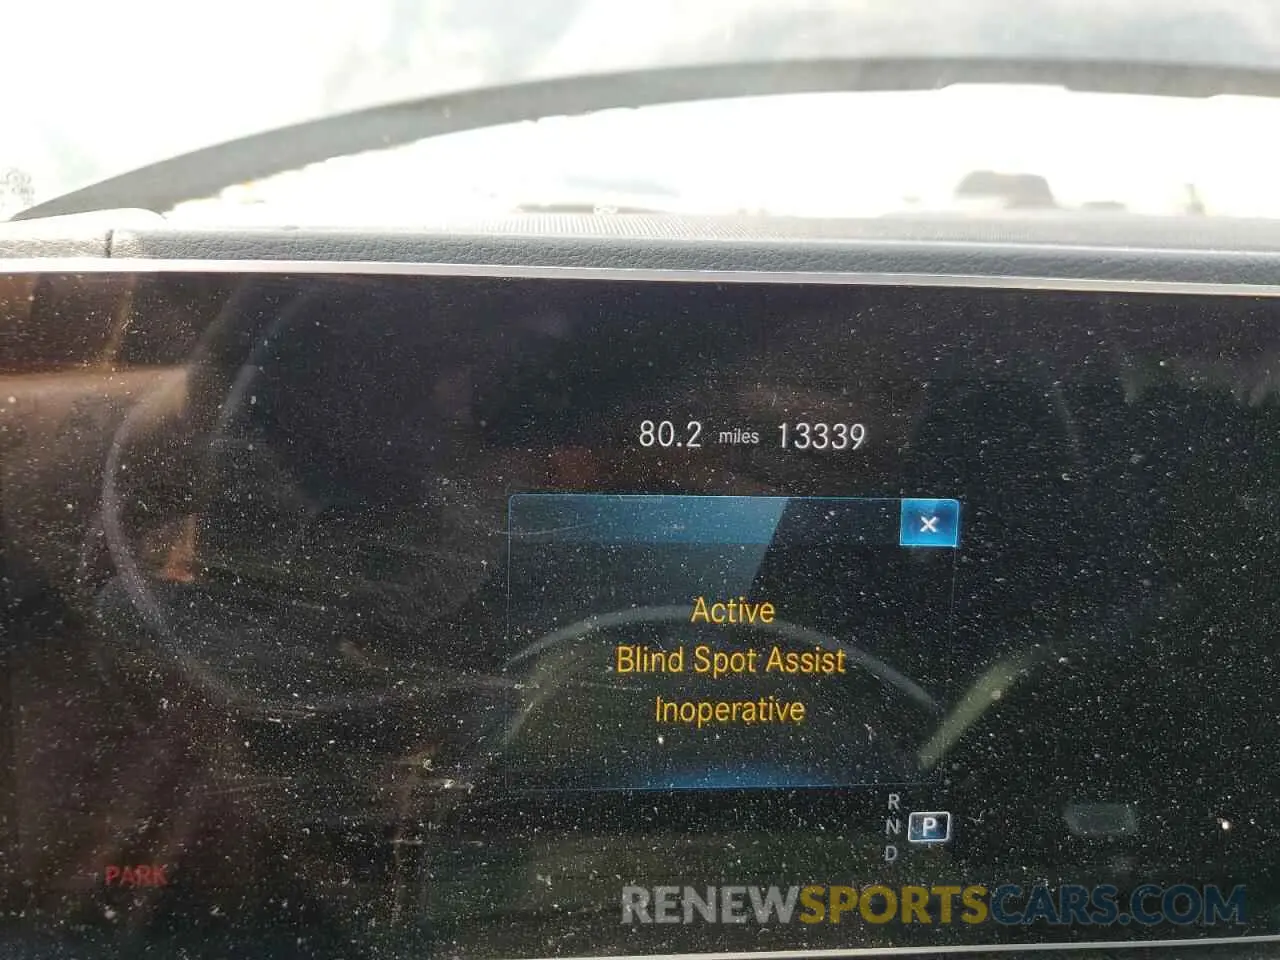 80.2 miles 13339
×
Active
Blind Spot Assist
Inoperative
R
N P
D
PARK
RENEWSPORTSCARS.COM